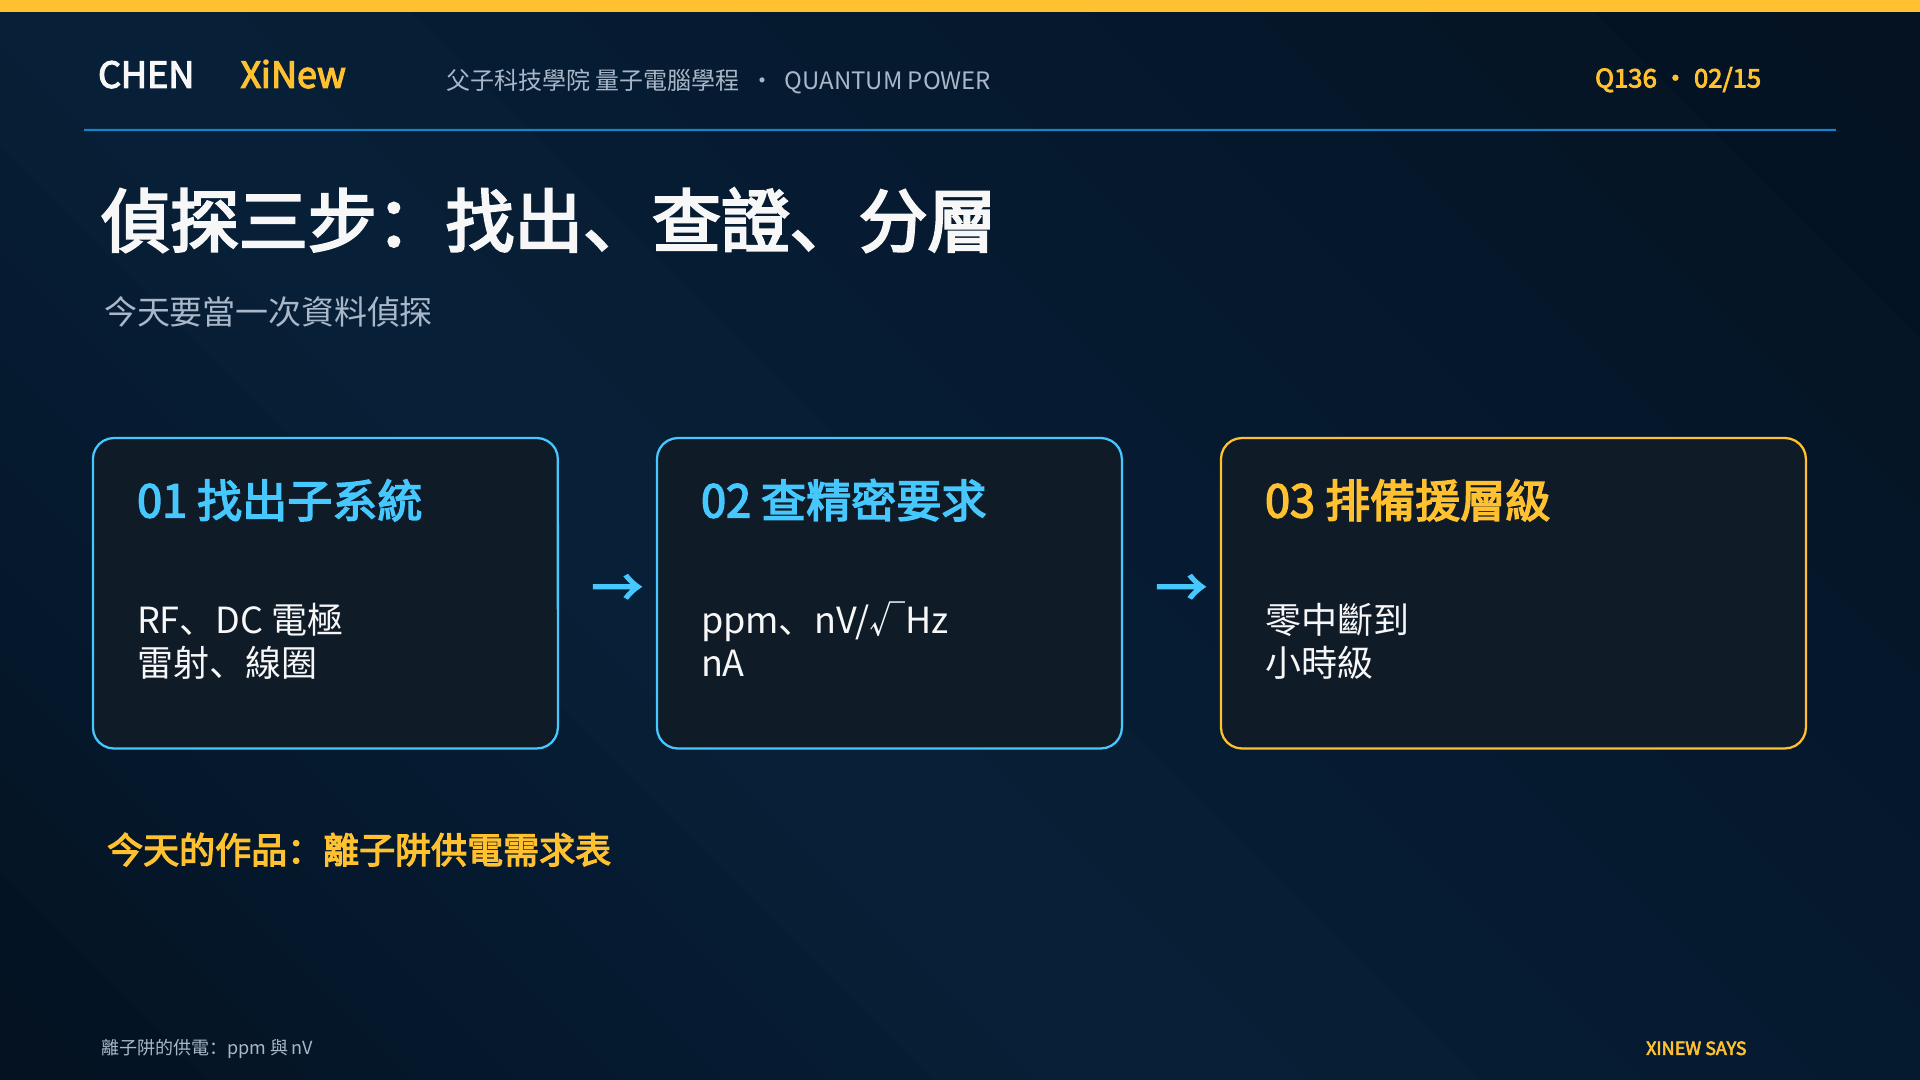 CHEN XiNew 父子科技學院 量子電腦學程 · QUANTUM POWER Q136 · 02/15
偵探三步：找出、查證、分層
今天要當一次資料偵探
01 找出子系統
RF、DC 電極
雷射、線圈
→
02 查精密要求
ppm、nV/√Hz
nA
→
03 排備援層級
零中斷到
小時級
今天的作品：離子阱供電需求表
離子阱的供電：ppm 與 nV
XINEW SAYS